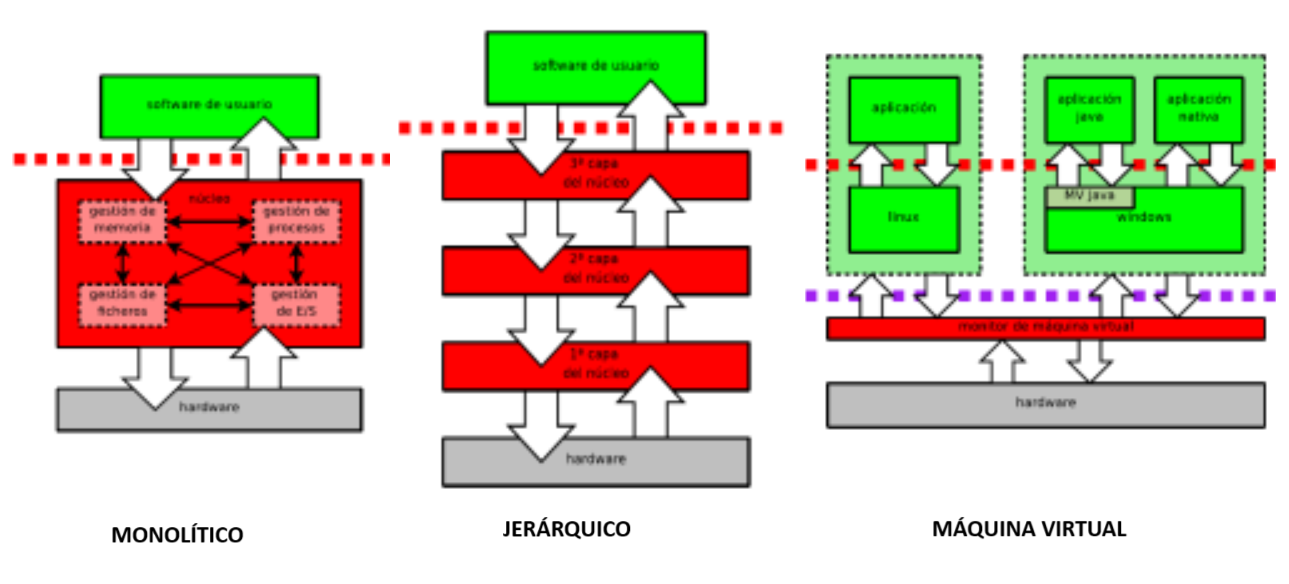 software de usuario
núcleo
gestión de
memoria
gestión de
procesos
gestión de
ficheros
gestión
de E/S
hardware
MONOLÍTICO
software de usuario
3ª capa
del núcleo
2ª capa
del núcleo
1ª capa
del núcleo
hardware
JERÁRQUICO
aplicación
aplicación
java
aplicación
nativa
linux
MV java
windows
monitor de máquina virtual
hardware
MÁQUINA VIRTUAL